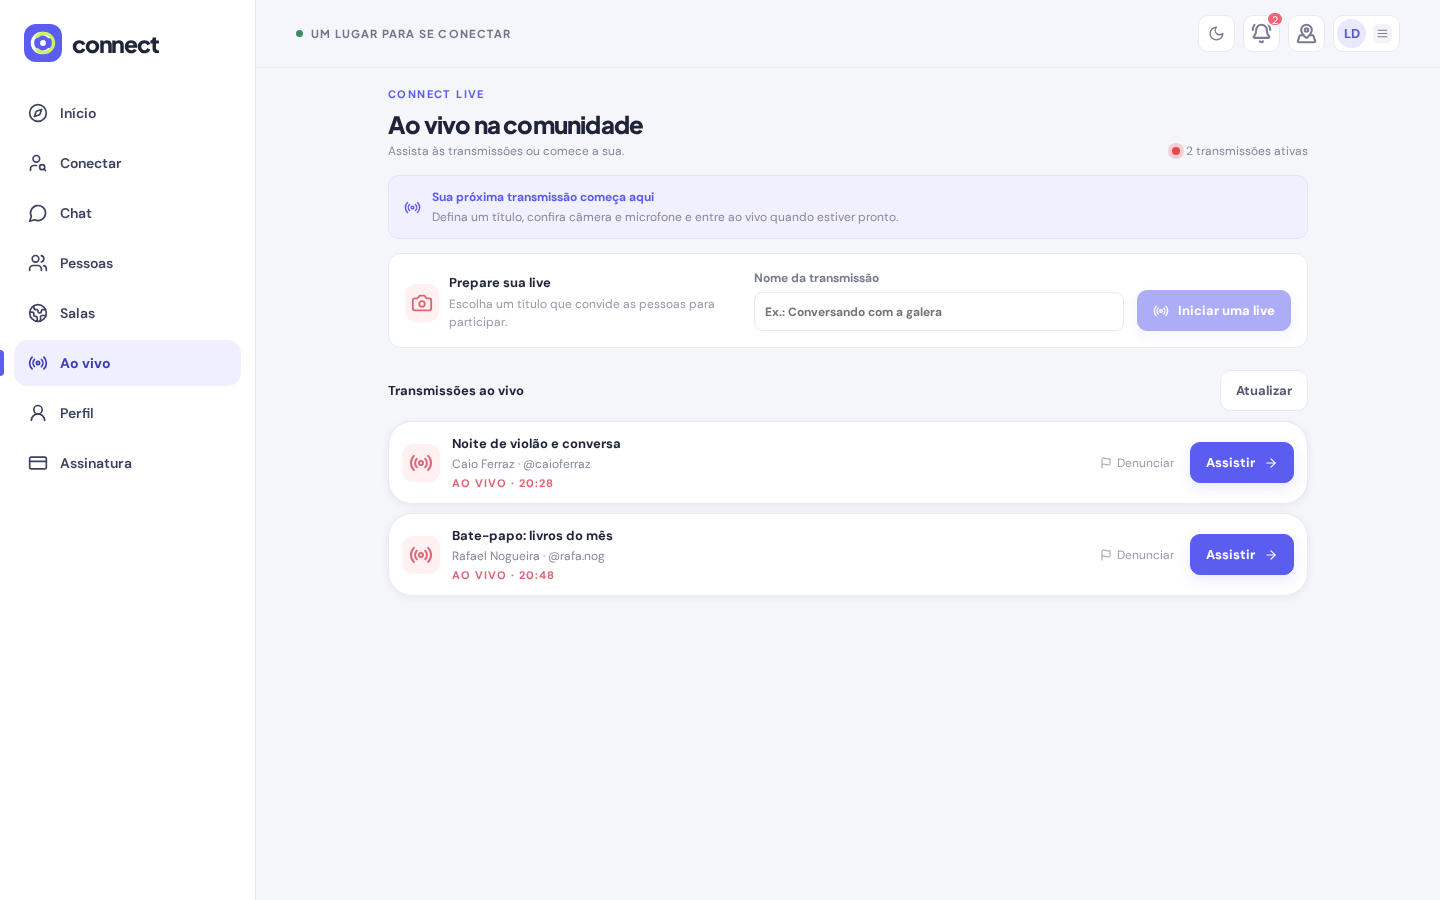 connect
UM LUGAR PARA SE CONECTAR
2
LD
Início
Conectar
Chat
Pessoas
Salas
Ao vivo
Perfil
Assinatura
CONNECT LIVE
Ao vivo na comunidade
Assista às transmissões ou comece a sua.
2 transmissões ativas
Sua próxima transmissão começa aqui
Defina um título, confira câmera e microfone e entre ao vivo quando estiver pronto.
Prepare sua live
Escolha um título que convide as pessoas para
participar.
Nome da transmissão
Ex.: Conversando com a galera
Iniciar uma live
Transmissões ao vivo
Atualizar
Noite de violão e conversa
Caio Ferraz · @caioferraz
AO VIVO · 20:28
Denunciar
Assistir
Bate-papo: livros do mês
Rafael Nogueira · @rafa.nog
AO VIVO · 20:48
Denunciar
Assistir